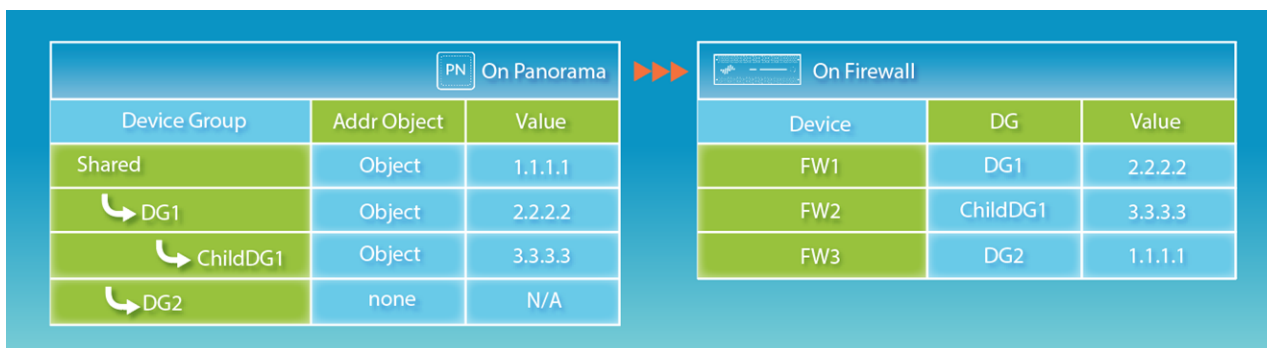 PN On Panorama
Device Group Addr Object Value
Shared Object 1.1.1.1
DG1 Object 2.2.2.2
ChildDG1 Object 3.3.3.3
DG2 none N/A
On Firewall
Device DG Value
FW1 DG1 2.2.2.2
FW2 ChildDG1 3.3.3.3
FW3 DG2 1.1.1.1